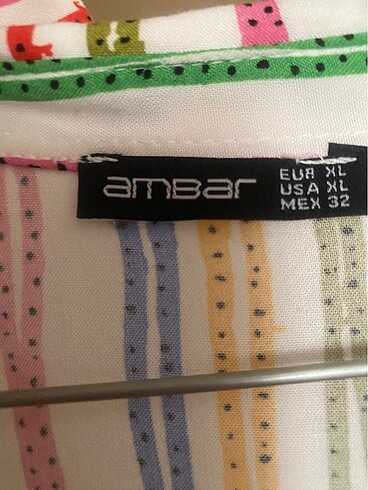 ambar
EUR XL
USA XL
MEX 32